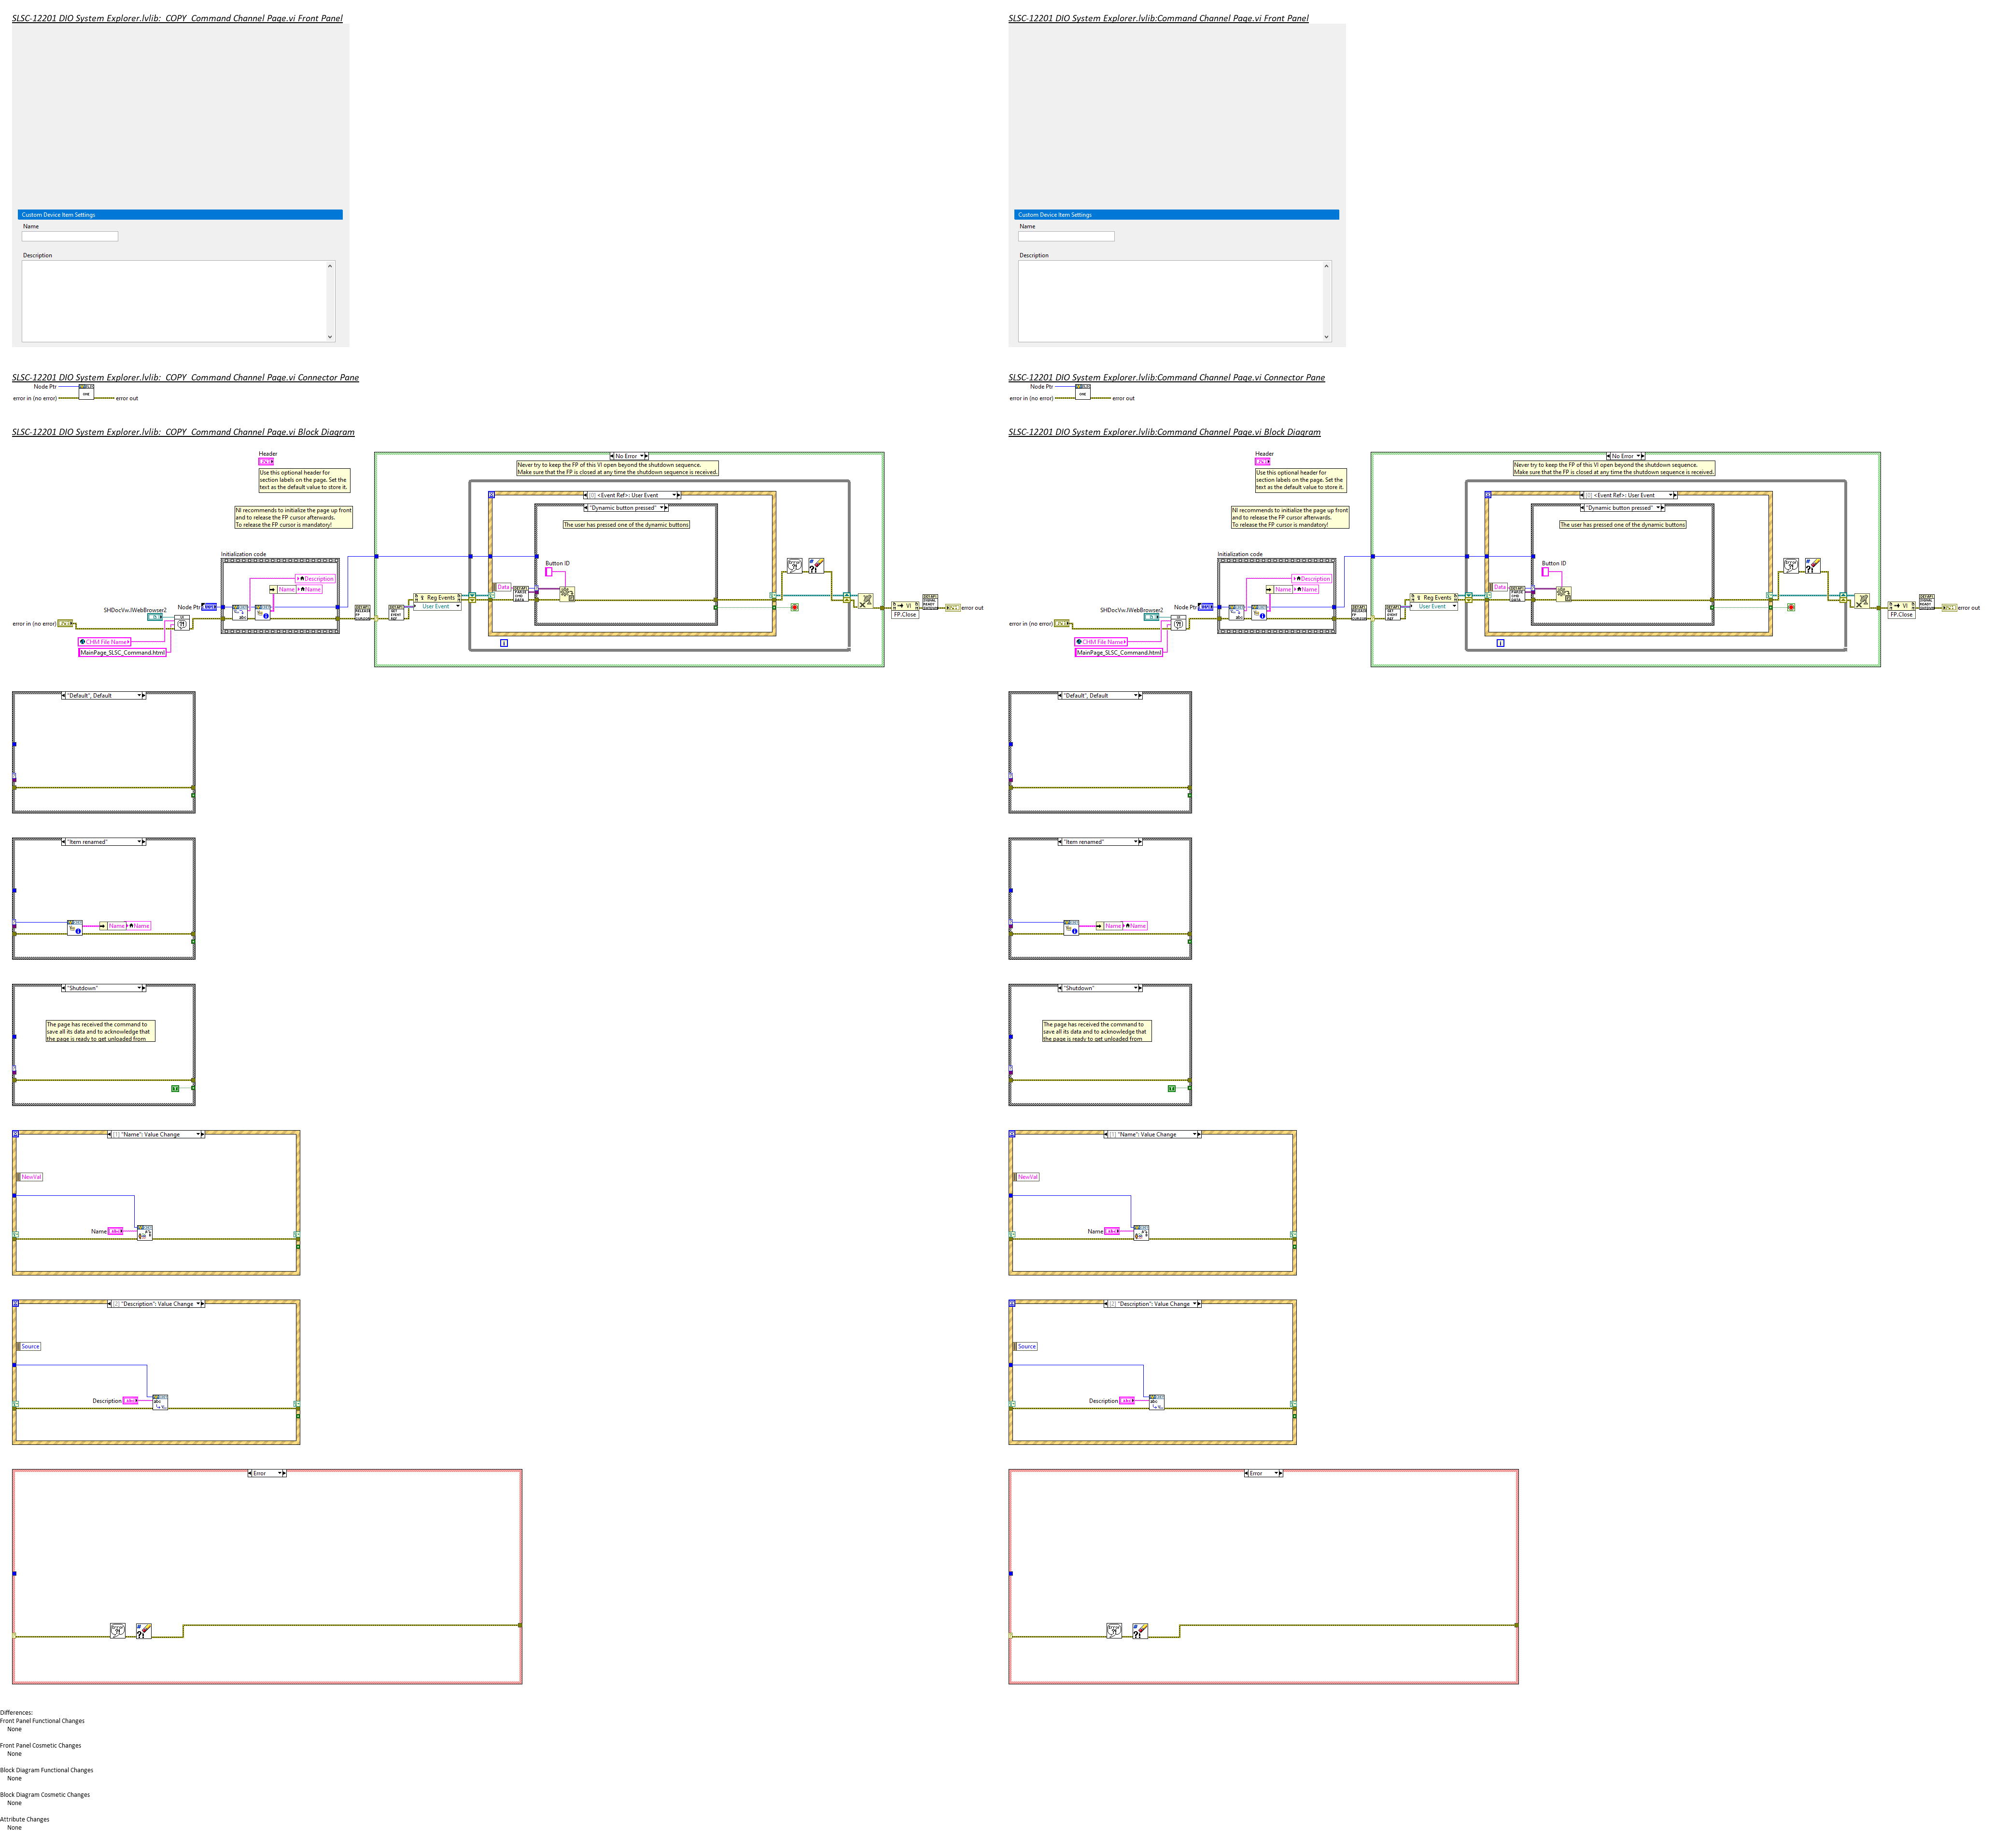 SLSC-12201 DIO System Explorer.lvlib:_COPY_Command Channel Page.vi Front Panel
Custom Device Item Settings
Name
Description
SLSC-12201 DIO System Explorer.lvlib:_COPY_Command Channel Page.vi Connector Pane
Node Ptr
error in (no error)
error out
SLSC-12201 DIO System Explorer.lvlib:_COPY_Command Channel Page.vi Block Diagram
Header
Use this optional header for
section labels on the page. Set the
text as the default value to store it.
NI recommends to initialize the page up front
and to release the FP cursor afterwards.
To release the FP cursor is mandatory!
Initialization code
Description
Name
Name
Node Ptr
SHDocVw.IWebBrowser2
error in (no error)
CHM File Name
MainPage_SLSC_Command.html
No Error
Never try to keep the FP of this VI open beyond the shutdown sequence.
Make sure that the FP is closed at any time the shutdown sequence is received.
[0] <Event Ref>: User Event
"Dynamic button pressed"
The user has pressed one of the dynamic buttons
Button ID
Data
Reg Events
User Event
VI
FP.Close
error out
"Default", Default
"Item renamed"
Name
Name
"Shutdown"
The page has received the command to
save all its data and to acknowledge that
the page is ready to get unloaded from
[1] "Name": Value Change
NewVal
Name
[2] "Description": Value Change
Source
Description
Error
Differences:
Front Panel Functional Changes
None
Front Panel Cosmetic Changes
None
Block Diagram Functional Changes
None
Block Diagram Cosmetic Changes
None
Attribute Changes
None
SLSC-12201 DIO System Explorer.lvlib:Command Channel Page.vi Front Panel
Custom Device Item Settings
Name
Description
SLSC-12201 DIO System Explorer.lvlib:Command Channel Page.vi Connector Pane
Node Ptr
error in (no error)
error out
SLSC-12201 DIO System Explorer.lvlib:Command Channel Page.vi Block Diagram
Header
Use this optional header for
section labels on the page. Set the
text as the default value to store it.
NI recommends to initialize the page up front
and to release the FP cursor afterwards.
To release the FP cursor is mandatory!
Initialization code
Description
Name
Name
Node Ptr
SHDocVw.IWebBrowser2
error in (no error)
CHM File Name
MainPage_SLSC_Command.html
No Error
Never try to keep the FP of this VI open beyond the shutdown sequence.
Make sure that the FP is closed at any time the shutdown sequence is received.
[0] <Event Ref>: User Event
"Dynamic button pressed"
The user has pressed one of the dynamic buttons
Button ID
Data
Reg Events
User Event
VI
FP.Close
error out
"Default", Default
"Item renamed"
Name
Name
"Shutdown"
The page has received the command to
save all its data and to acknowledge that
the page is ready to get unloaded from
[1] "Name": Value Change
NewVal
Name
[2] "Description": Value Change
Source
Description
Error